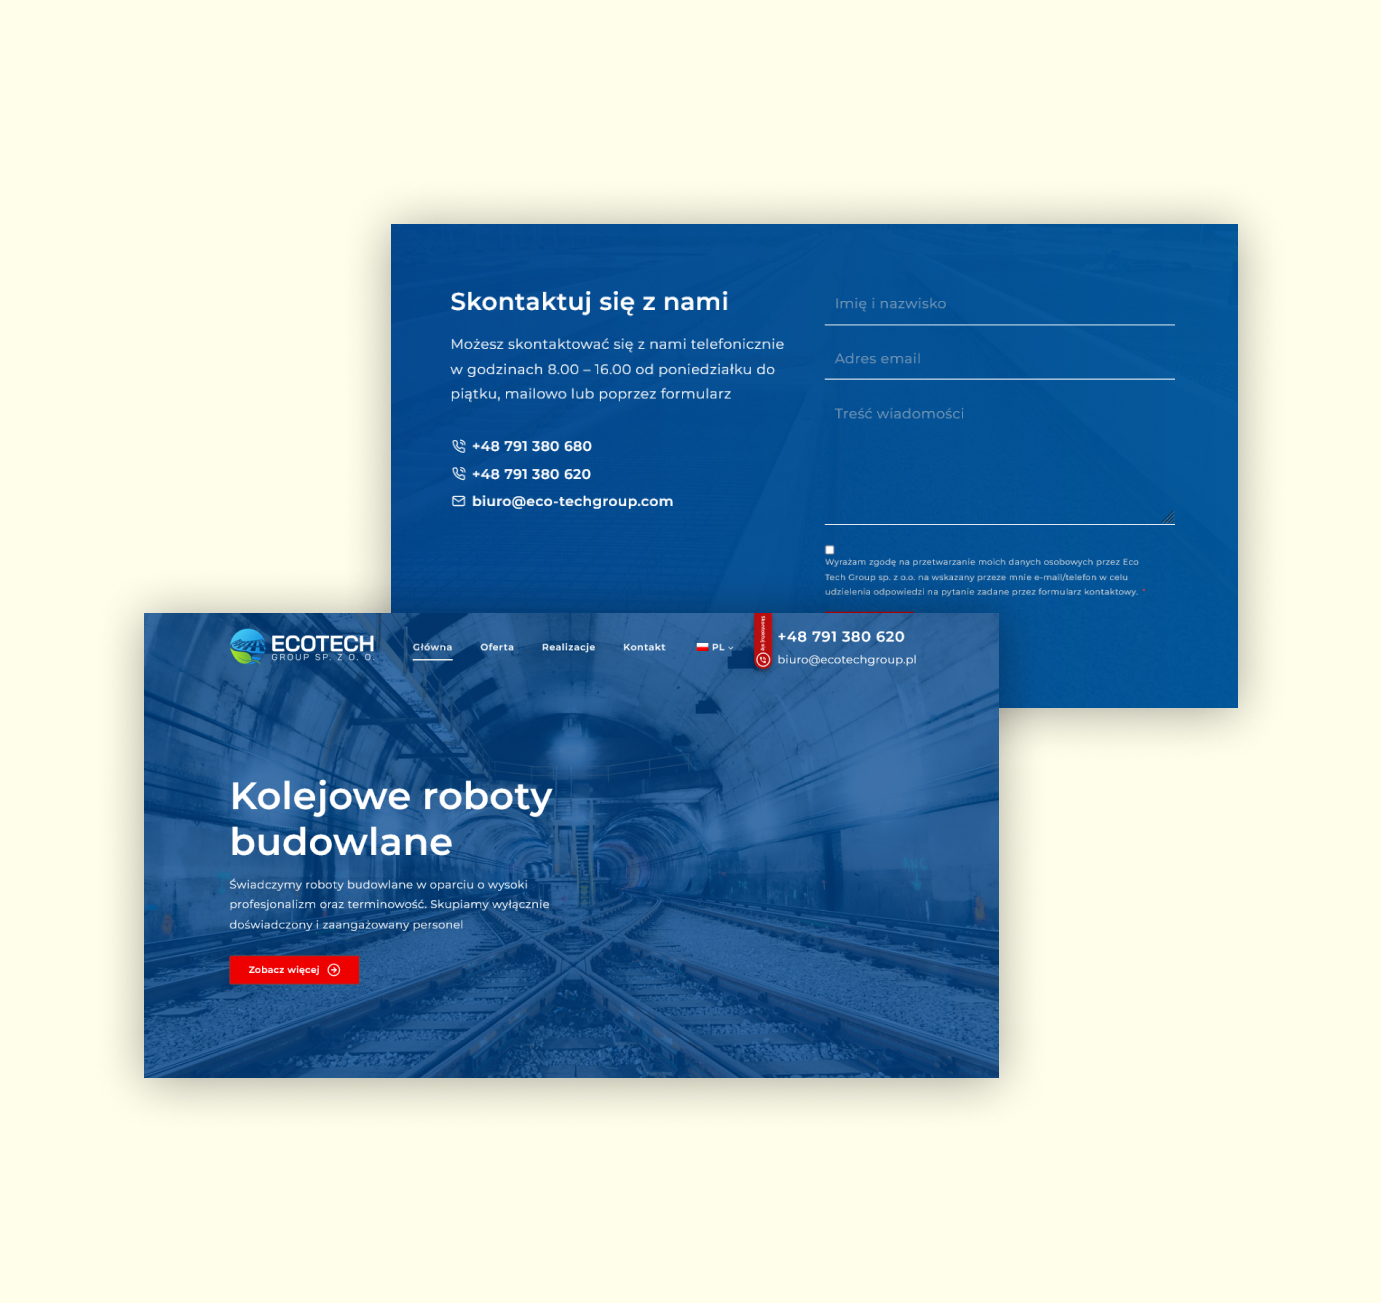 Skontaktuj się z nami
Możesz skontaktować się z nami telefonicznie
w godzinach 8.00 – 16.00 od poniedziałku do
piątku, mailowo lub poprzez formularz
+48 791 380 680
+48 791 380 620
biuro@eco-techgroup.com
Imię i nazwisko
Adres email
Treść wiadomości
Wyrażam zgodę na przetwarzanie moich danych osobowych przez Eco
Tech Group sp. z o.o. na wskazany przeze mnie e-mail/telefon w celu
udzielenia odpowiedzi na pytanie zadane przez formularz kontaktowy. *
ECOTECH
GROUP SP. Z O. O.
Główna
Oferta
Realizacje
Kontakt
PL
+48 791 380 620
biuro@ecotechgroup.pl
Kolejowe roboty
budowlane
Świadczymy roboty budowlane w oparciu o wysoki
profesjonalizm oraz terminowość. Skupiamy wyłącznie
doświadczony i zaangażowany personel
Zobacz więcej